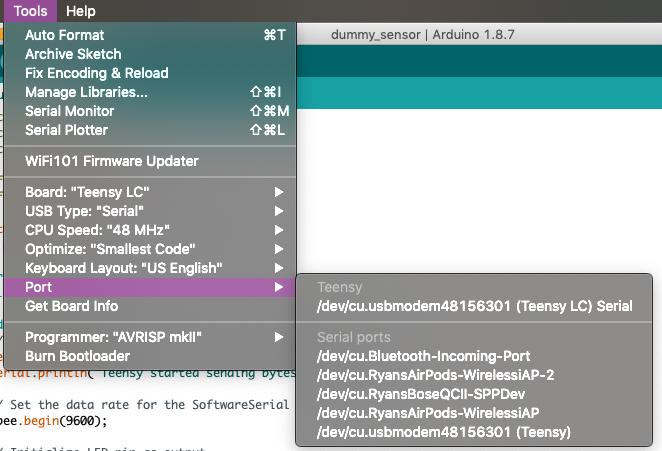 Tools Help
dummy_sensor | Arduino 1.8.7
Auto Format ⌘T
Archive Sketch
Fix Encoding & Reload
Manage Libraries... ⇧⌘I
Serial Monitor ⇧⌘M
Serial Plotter ⇧⌘L
WiFi101 Firmware Updater
Board: "Teensy LC"
USB Type: "Serial"
CPU Speed: "48 MHz"
Optimize: "Smallest Code"
Keyboard Layout: "US English"
Port
Get Board Info
Programmer: "AVRISP mkII"
Burn Bootloader
Teensy
/dev/cu.usbmodem48156301 (Teensy LC) Serial
Serial ports
/dev/cu.Bluetooth-Incoming-Port
/dev/cu.RyansAirPods-WirelessiAP-2
/dev/cu.RyansBoseQCII-SPPDev
/dev/cu.RyansAirPods-WirelessiAP
/dev/cu.usbmodem48156301 (Teensy)
erial.println("Teensy started sending bytes
/ Set the data rate for the SoftwareSerial
bee.begin(9600);
/ Initialize LED pin as output